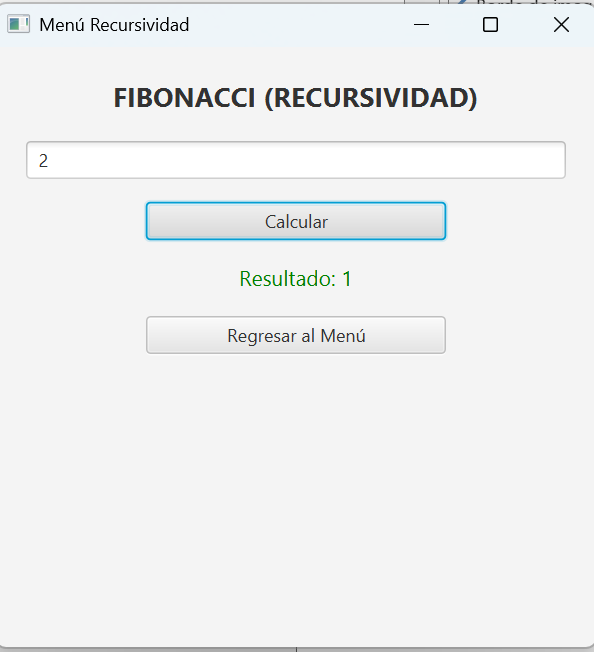 Menú Recursividad
FIBONACCI (RECURSIVIDAD)
2
Calcular
Resultado: 1
Regresar al Menú